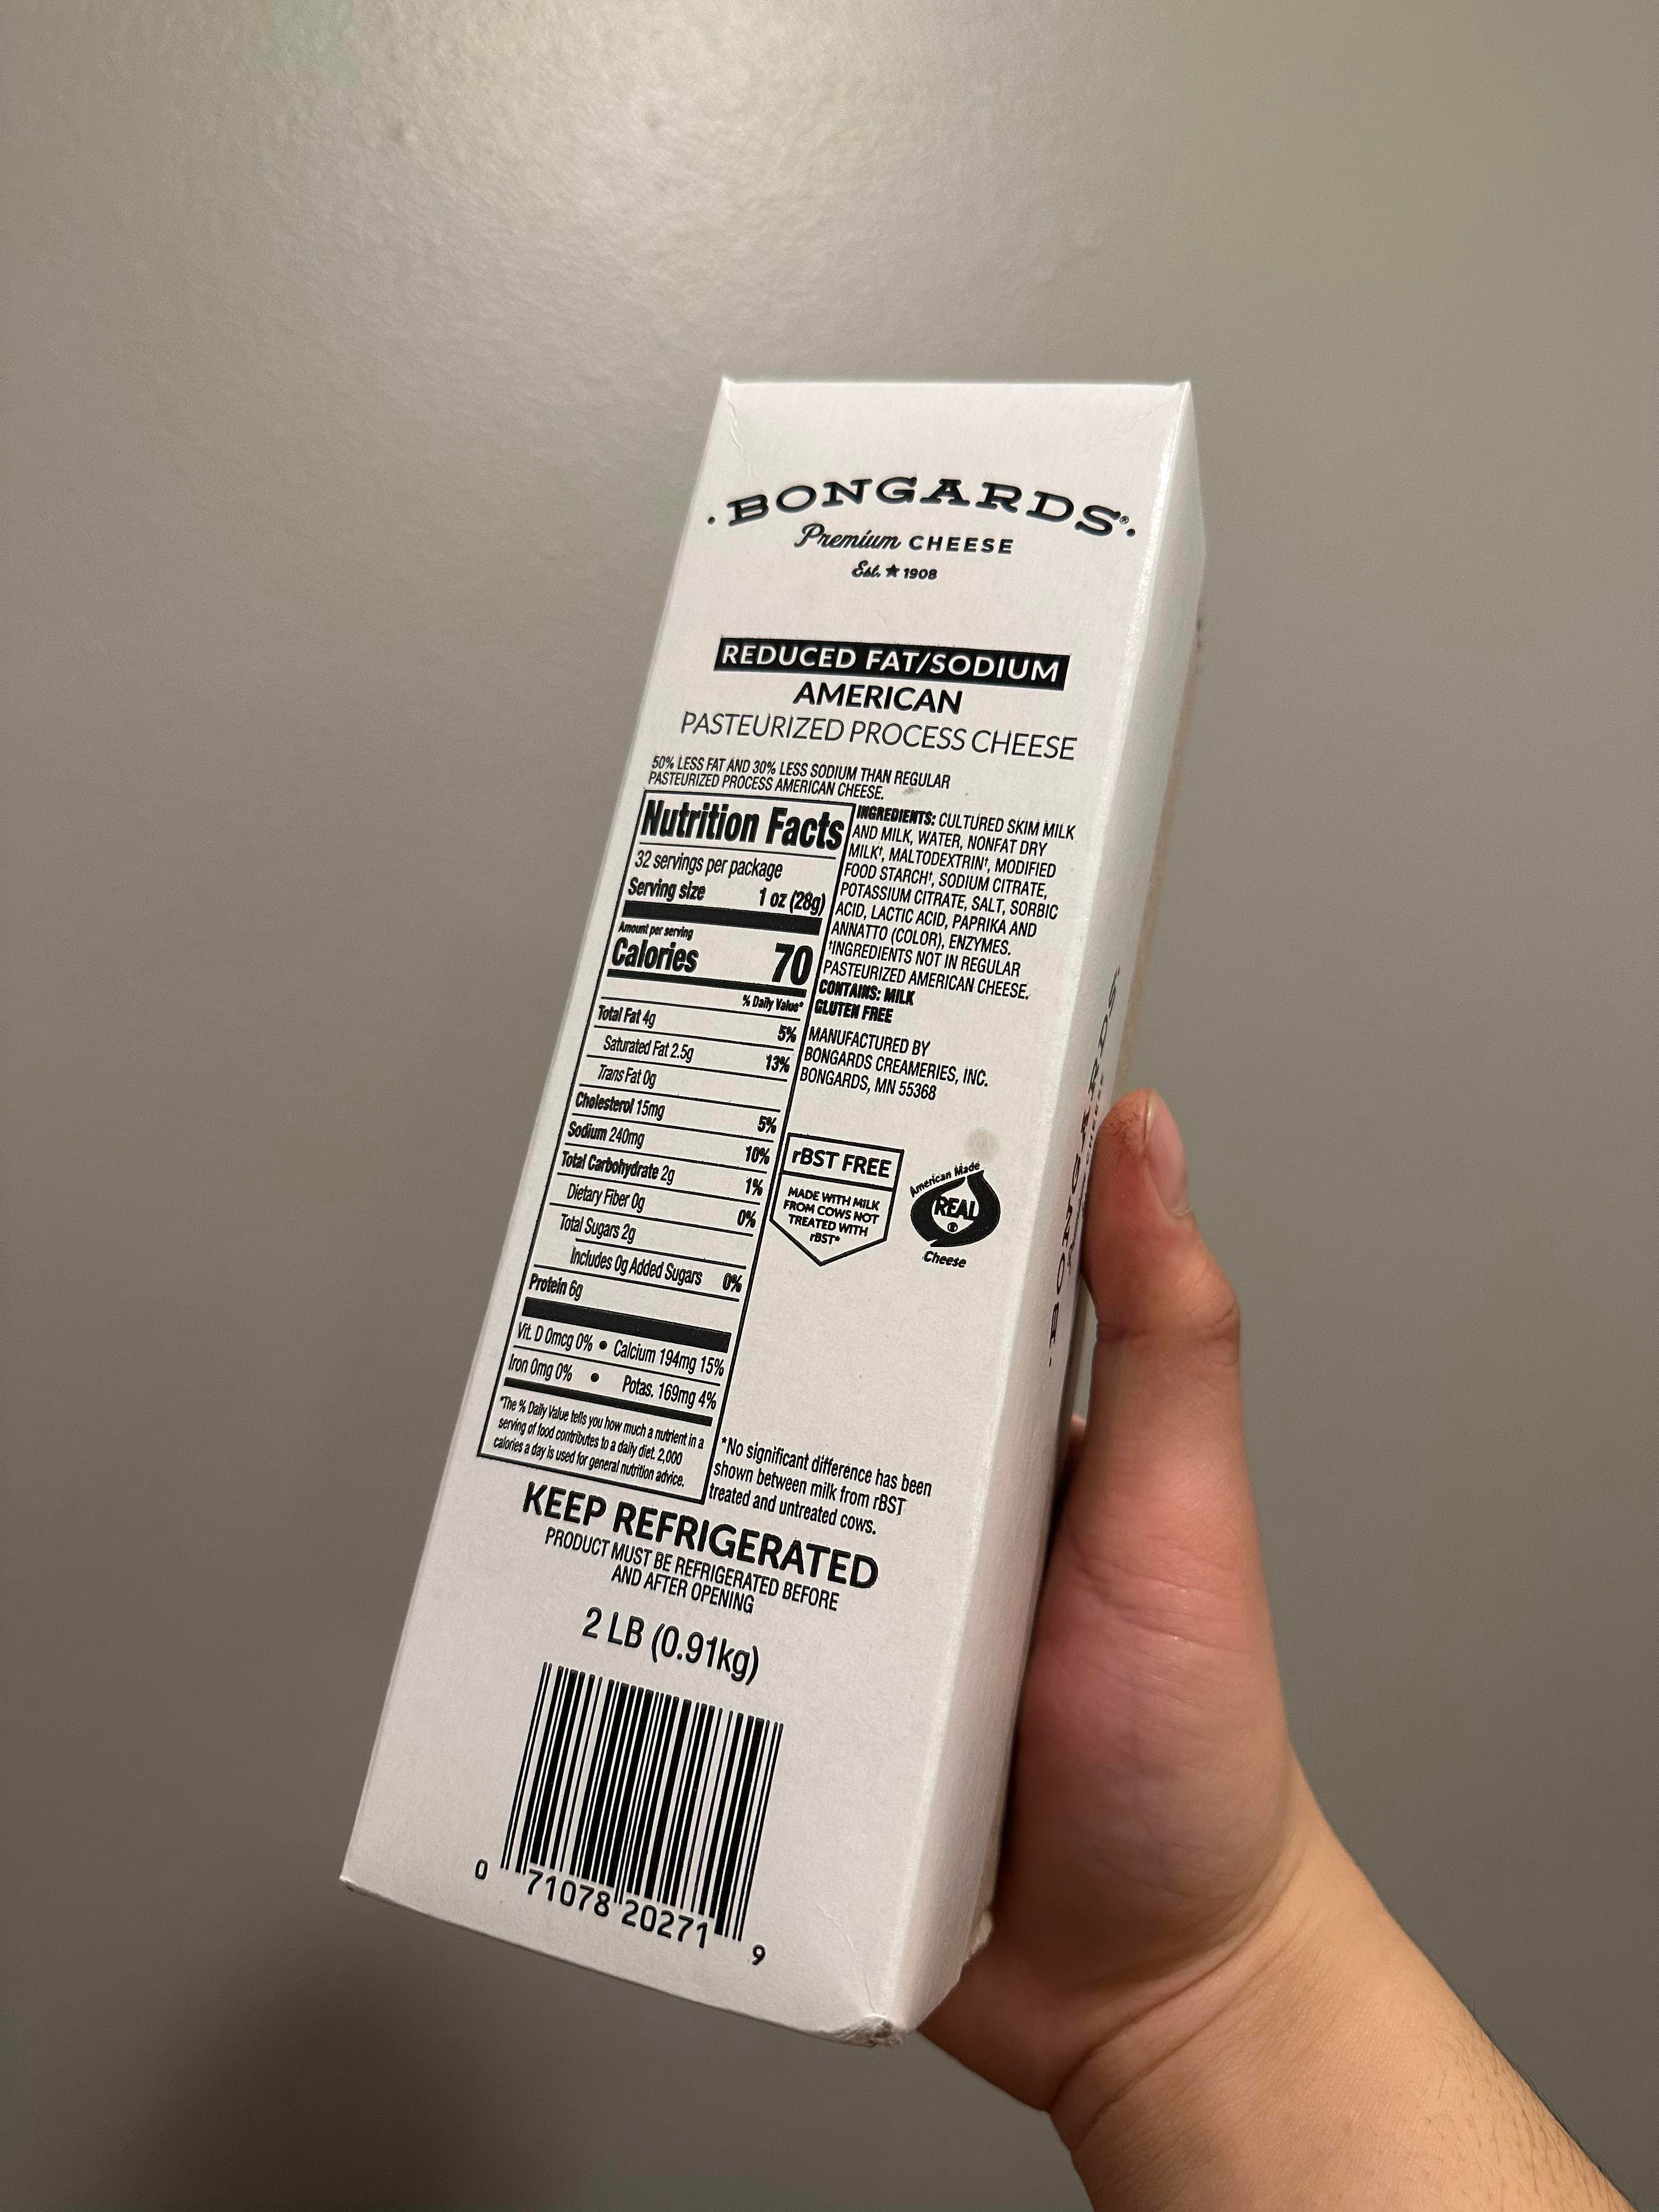 BONGARDS®
Premium CHEESE
Est. ★ 1908
REDUCED FAT/SODIUM
AMERICAN
PASTEURIZED PROCESS CHEESE
50% LESS FAT AND 30% LESS SODIUM THAN REGULAR
PASTEURIZED PROCESS AMERICAN CHEESE.
Nutrition Facts
32 servings per package
Serving size 1 oz (28g)
Amount per serving
Calories 70
% Daily Value*
Total Fat 4g 5%
Saturated Fat 2.5g 13%
Trans Fat 0g
Cholesterol 15mg 5%
Sodium 240mg 10%
Total Carbohydrate 2g 1%
Dietary Fiber 0g 0%
Total Sugars 2g
Includes 0g Added Sugars 0%
Protein 6g
Vit. D 0mcg 0% • Calcium 194mg 15%
Iron 0mg 0% • Potas. 169mg 4%
*The % Daily Value tells you how much a nutrient in a
serving of food contributes to a daily diet. 2,000
calories a day is used for general nutrition advice.
INGREDIENTS: CULTURED SKIM MILK
AND MILK, WATER, NONFAT DRY
MILK†, MALTODEXTRIN†, MODIFIED
FOOD STARCH†, SODIUM CITRATE,
POTASSIUM CITRATE, SALT, SORBIC
ACID, LACTIC ACID, PAPRIKA AND
ANNATTO (COLOR), ENZYMES.
†INGREDIENTS NOT IN REGULAR
PASTEURIZED AMERICAN CHEESE.
CONTAINS: MILK
GLUTEN FREE
MANUFACTURED BY
BONGARDS CREAMERIES, INC.
BONGARDS, MN 55368
rBST FREE
MADE WITH MILK
FROM COWS NOT
TREATED WITH
rBST*
American Made
REAL
Cheese
*No significant difference has been
shown between milk from rBST
treated and untreated cows.
KEEP REFRIGERATED
PRODUCT MUST BE REFRIGERATED BEFORE
AND AFTER OPENING
2 LB (0.91kg)
0 71078 20271 9
BONGARDS